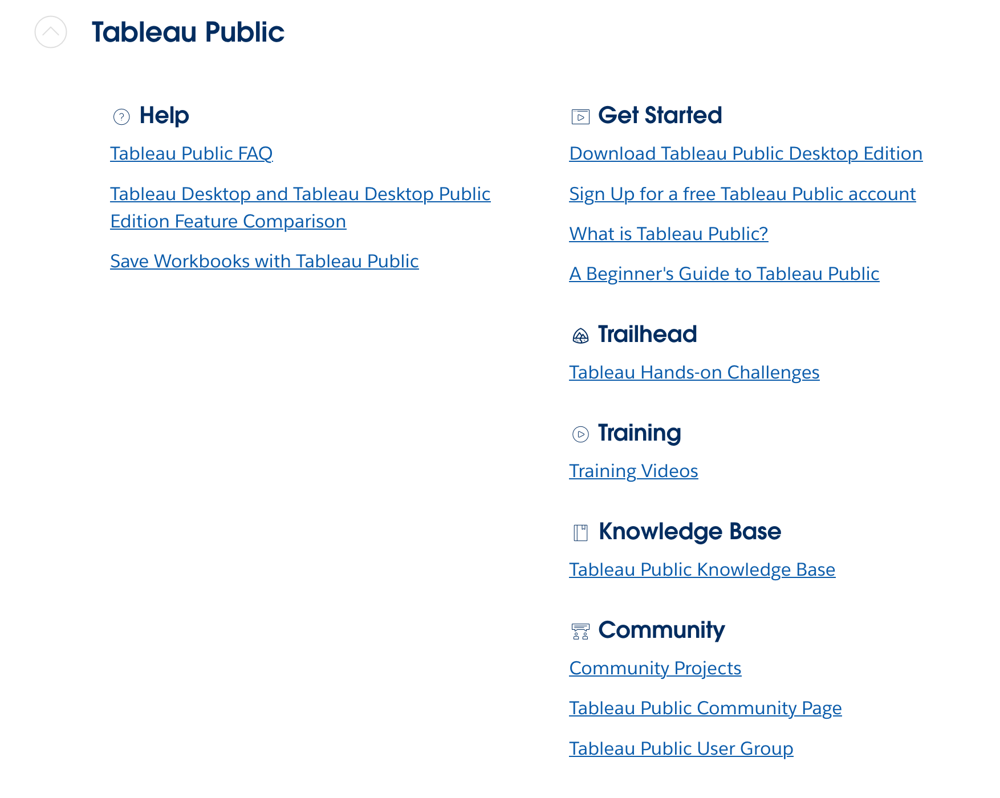 Tableau Public
Help
Tableau Public FAQ
Tableau Desktop and Tableau Desktop Public
Edition Feature Comparison
Save Workbooks with Tableau Public
Get Started
Download Tableau Public Desktop Edition
Sign Up for a free Tableau Public account
What is Tableau Public?
A Beginner's Guide to Tableau Public
Trailhead
Tableau Hands-on Challenges
Training
Training Videos
Knowledge Base
Tableau Public Knowledge Base
Community
Community Projects
Tableau Public Community Page
Tableau Public User Group